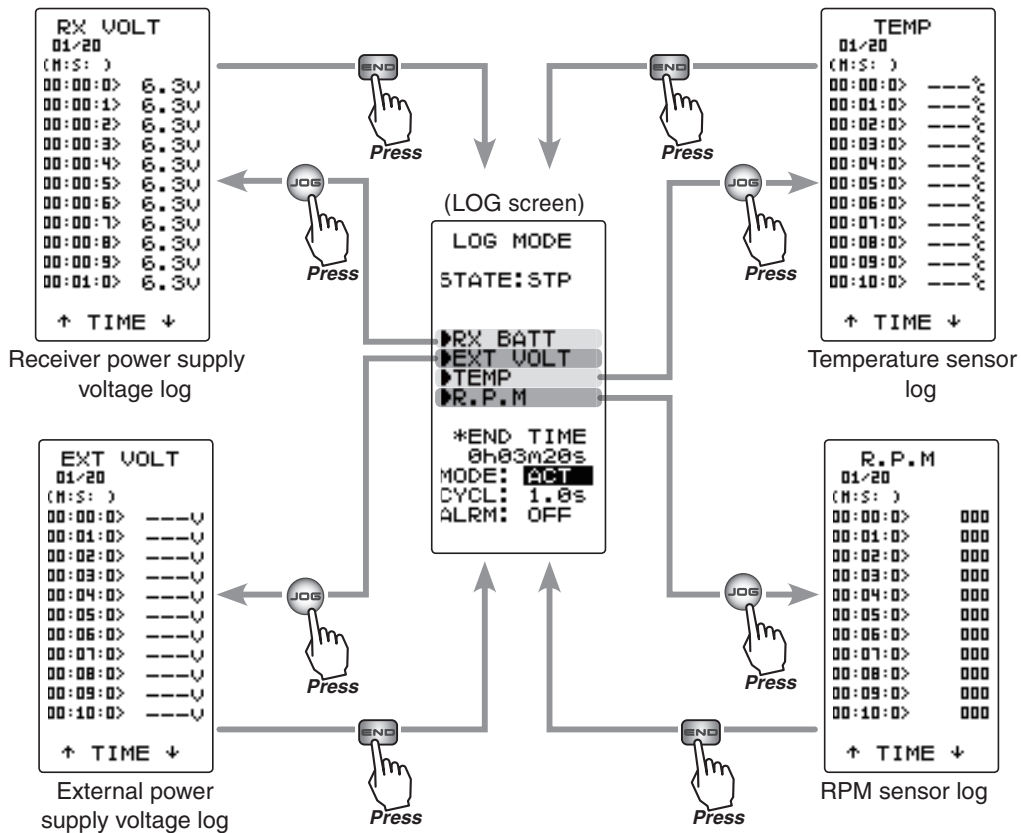 RX VOLT
01/20
(M:S: )
00:00:0> 6.3V
00:00:1> 6.3V
00:00:2> 6.3V
00:00:3> 6.3V
00:00:4> 6.3V
00:00:5> 6.3V
00:00:6> 6.3V
00:00:7> 6.3V
00:00:8> 6.3V
00:00:9> 6.3V
00:01:0> 6.3V
↑ TIME ↓
Receiver power supply
voltage log
END
Press
JOG
Press
END
Press
JOG
Press
TEMP
01/20
(M:S: )
00:00:0> ---°c
00:01:0> ---°c
00:02:0> ---°c
00:03:0> ---°c
00:04:0> ---°c
00:05:0> ---°c
00:06:0> ---°c
00:07:0> ---°c
00:08:0> ---°c
00:09:0> ---°c
00:10:0> ---°c
↑ TIME ↓
Temperature sensor
log
(LOG screen)
LOG MODE
STATE:STP
▶RX BATT
▶EXT VOLT
▶TEMP
▶R.P.M
*END TIME
0h03m20s
MODE: ACT
CYCL: 1.0s
ALRM: OFF
EXT VOLT
01/20
(M:S: )
00:00:0> ---V
00:01:0> ---V
00:02:0> ---V
00:03:0> ---V
00:04:0> ---V
00:05:0> ---V
00:06:0> ---V
00:07:0> ---V
00:08:0> ---V
00:09:0> ---V
00:10:0> ---V
↑ TIME ↓
External power
supply voltage log
JOG
Press
END
Press
JOG
Press
END
Press
R.P.M
01/20
(M:S: )
00:00:0> 000
00:01:0> 000
00:02:0> 000
00:03:0> 000
00:04:0> 000
00:05:0> 000
00:06:0> 000
00:07:0> 000
00:08:0> 000
00:09:0> 000
00:10:0> 000
↑ TIME ↓
RPM sensor log